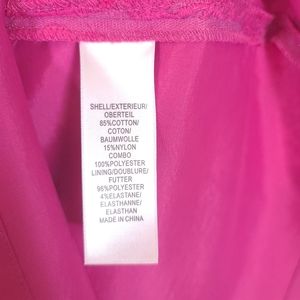 SHELL/EXTERIEUR/
OBERTEIL
85%COTTON/
COTON/
BAUMWOLLE
15%NYLON
COMBO
100%POLYESTER
LINING/DOUBLURE/
FUTTER
96%POLYESTER
4%ELASTANE/
ELASTHANNE/
ELASTHAN
MADE IN CHINA